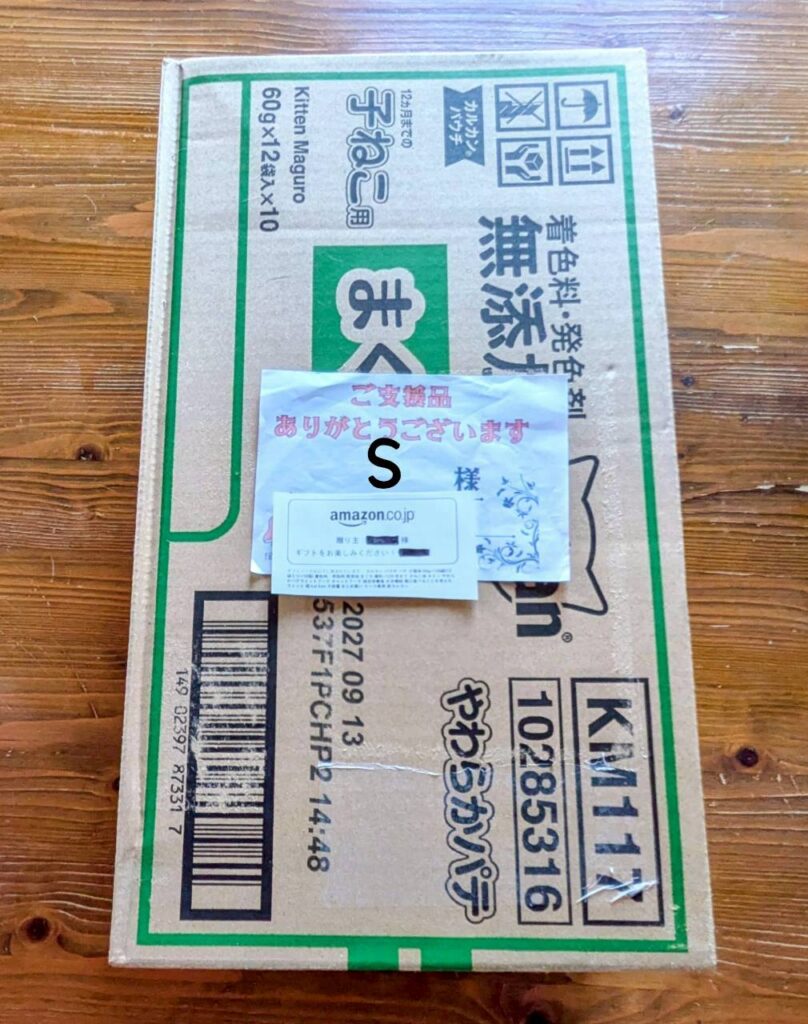 カルカン®
パウチ
12ヵ月までの
子ねこ用
Kitten Maguro
60g×12袋入×10
着色料・発色剤
無添加
まぐ
ご支援品
ありがとうございます
S
様
amazon.co.jp
贈り主
様
ギフトをお楽しみください!
an®
やわらかパテ
KM117
10285316
2027 09 13
537F1PCHP2 14:48
149 02397 87331 7